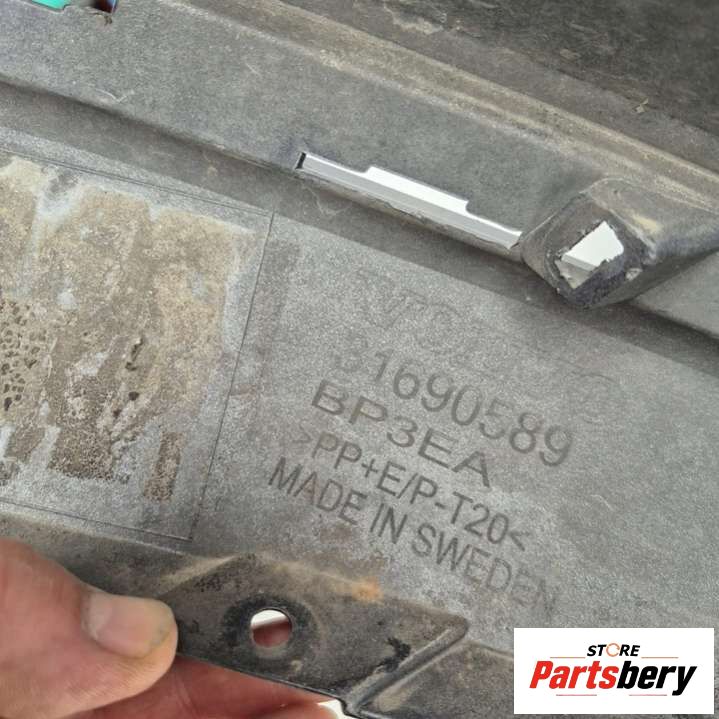 31690589
BP3EA
>PP+E/P-T20<
MADE IN SWEDEN
STORE
Partsbery